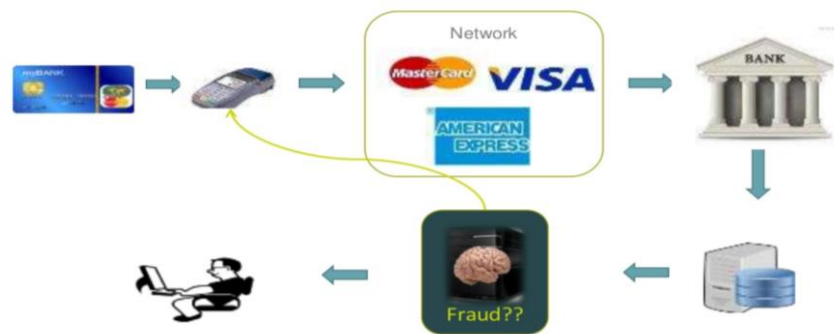 Network
myBANK
MasterCard
VISA
BANK
AMERICAN
EXPRESS
Fraud??